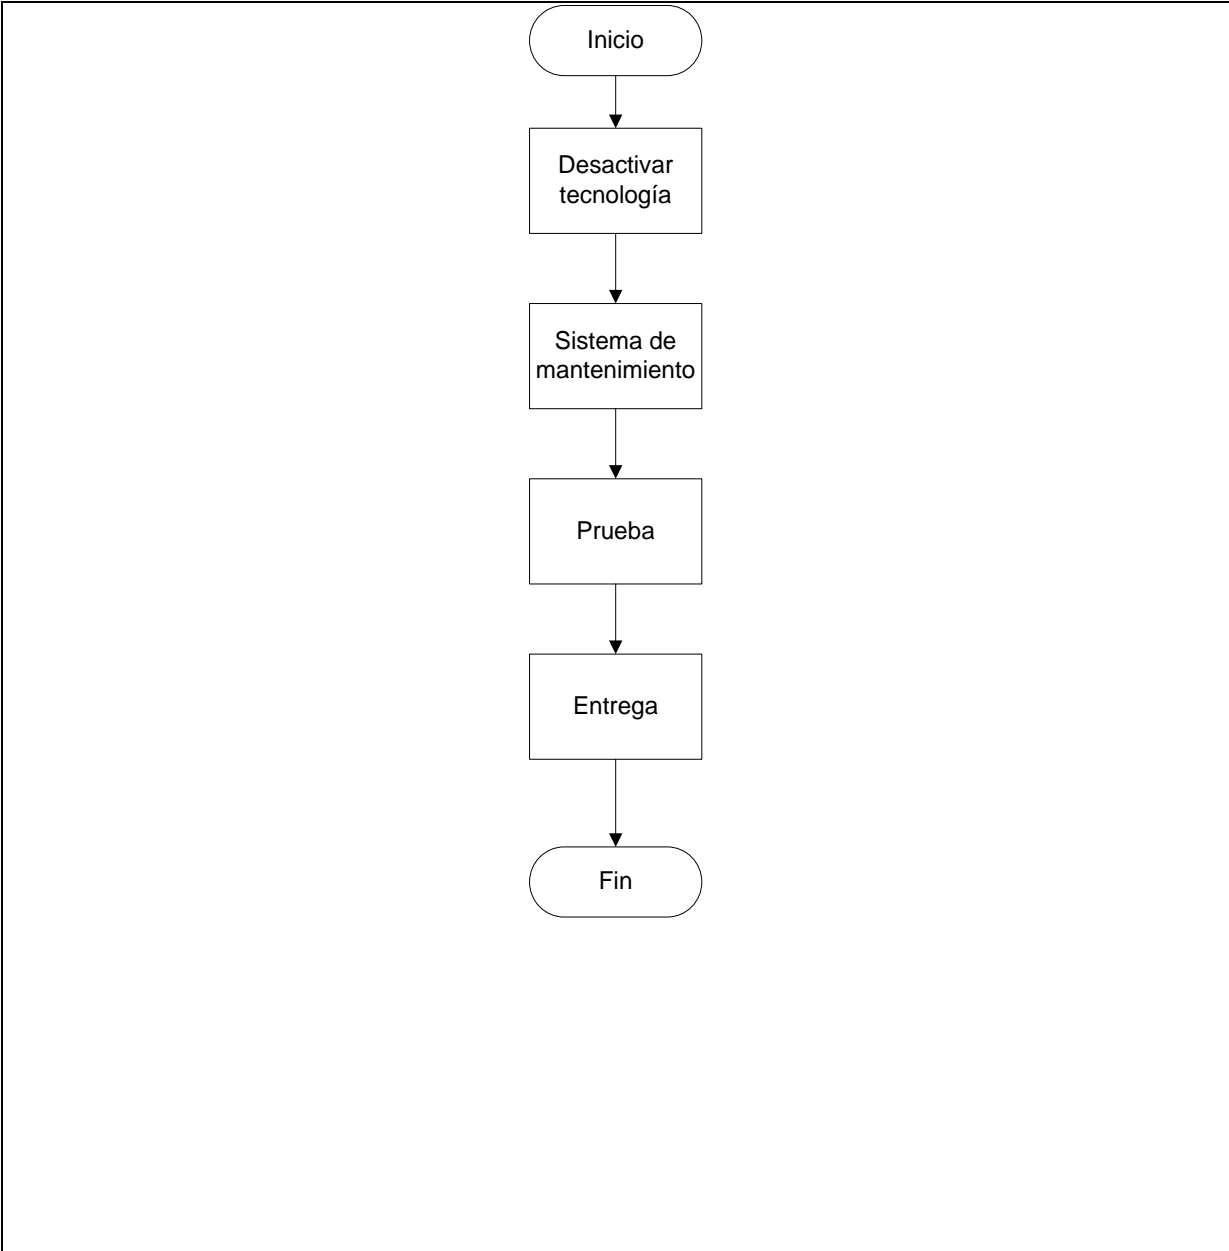 Inicio
Desactivar
tecnología
Sistema de
mantenimiento
Prueba
Entrega
Fin